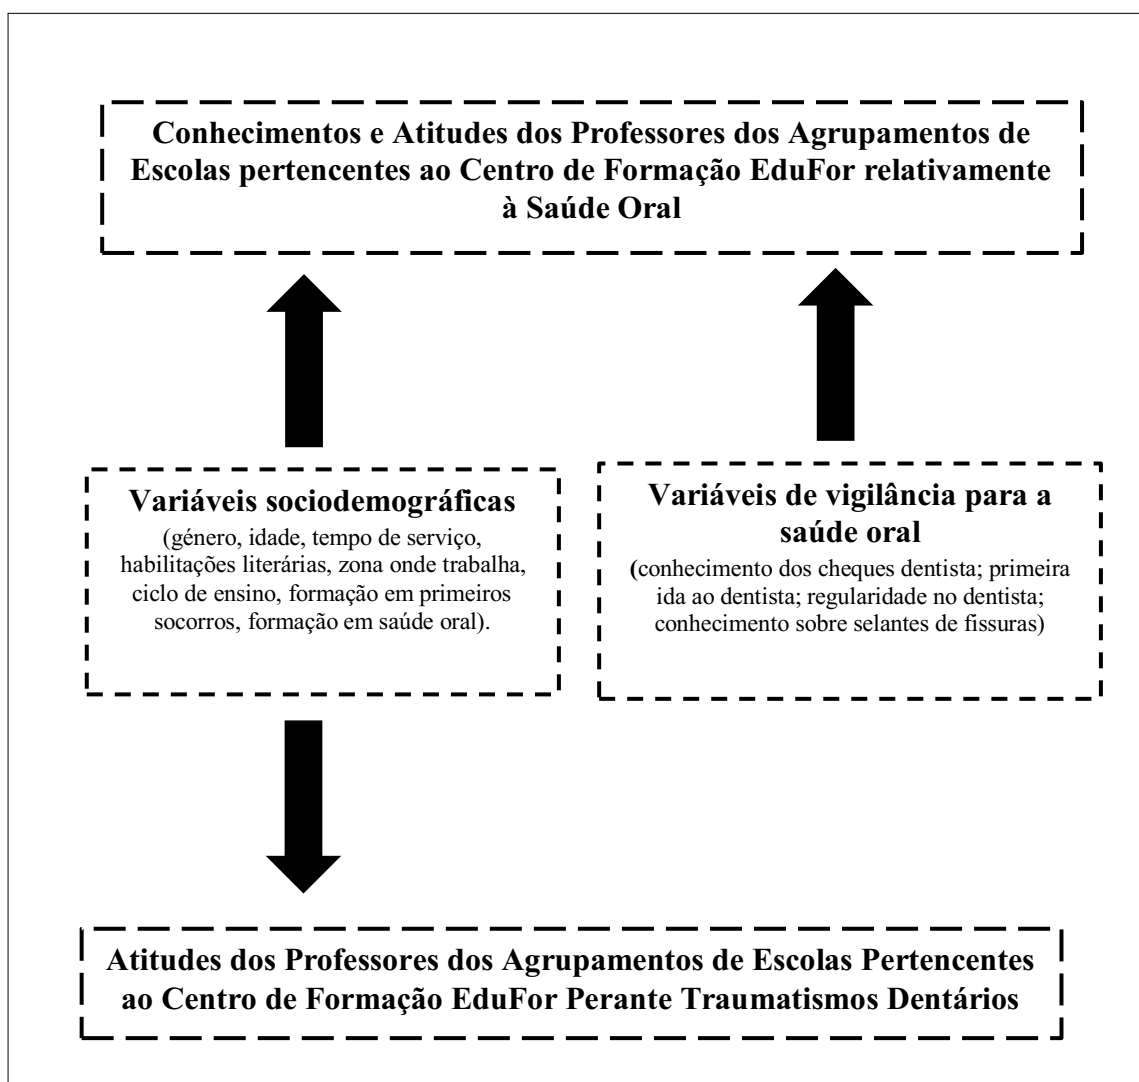 Conhecimentos e Atitudes dos Professores dos Agrupamentos de
Escolas pertencentes ao Centro de Formação EduFor relativamente
à Saúde Oral
Variáveis sociodemográficas
(género, idade, tempo de serviço,
habilitações literárias, zona onde trabalha,
ciclo de ensino, formação em primeiros
socorros, formação em saúde oral).
Variáveis de vigilância para a
saúde oral
(conhecimento dos cheques dentista; primeira
ida ao dentista; regularidade no dentista;
conhecimento sobre selantes de fissuras)
Atitudes dos Professores dos Agrupamentos de Escolas Pertencentes
ao Centro de Formação EduFor Perante Traumatismos Dentários